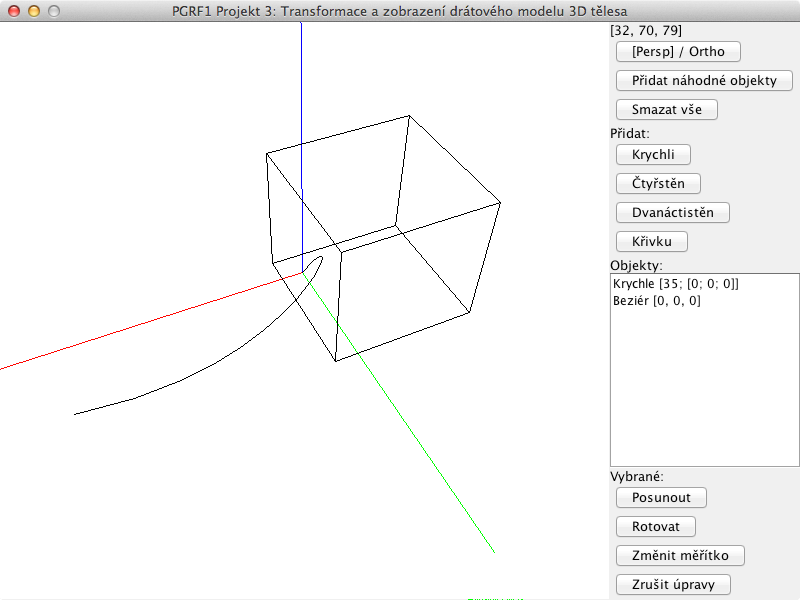 PGRF1 Projekt 3: Transformace a zobrazení drátového modelu 3D tělesa
[32, 70, 79]
[Persp] / Ortho
Přidat náhodné objekty
Smazat vše
Přidat:
Krychli
Čtyřstěn
Dvanáctistěn
Křivku
Objekty:
Krychle [35; [0; 0; 0]]
Beziér [0, 0, 0]
Vybrané:
Posunout
Rotovat
Změnit měřítko
Zrušit úpravy